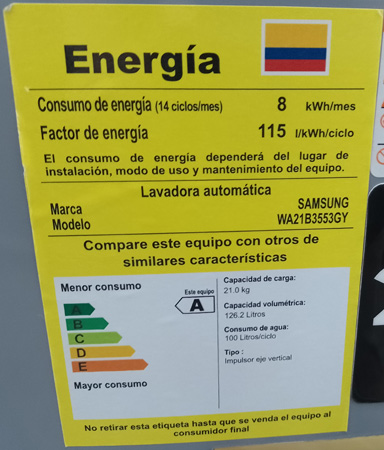 Energía
Consumo de energía (14 ciclos/mes) 8 kWh/mes
Factor de energía 115 l/kWh/ciclo
El consumo de energía dependerá del lugar de
instalación, modo de uso y mantenimiento del equipo.
Lavadora automática
Marca SAMSUNG
Modelo WA21B3553GY
Compare este equipo con otros de
similares características
Menor consumo
Este equipo
A
A
B
C
D
E
Mayor consumo
Capacidad de carga:
21.0 kg
Capacidad volumétrica:
126.2 Litros
Consumo de agua:
100 Litros/ciclo
Tipo :
Impulsor eje vertical
No retirar esta etiqueta hasta que se venda el equipo al
consumidor final